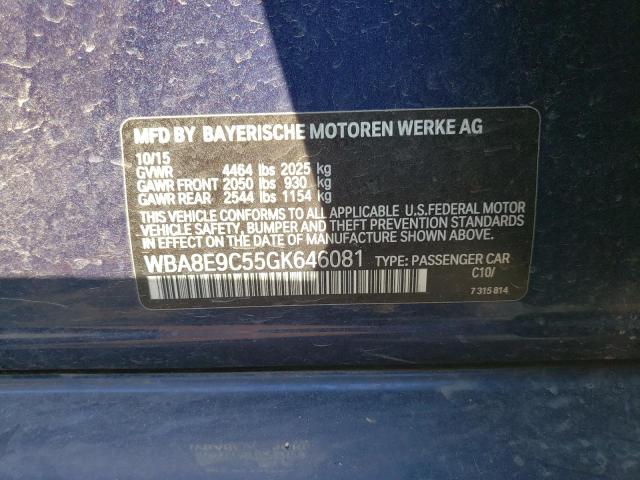 MFD BY BAYERISCHE MOTOREN WERKE AG
10/15
GVWR 4464 lbs 2025 kg
GAWR FRONT 2050 lbs 930 kg
GAWR REAR 2544 lbs 1154 kg
THIS VEHICLE CONFORMS TO ALL APPLICABLE U.S.FEDERAL MOTOR
VEHICLE SAFETY, BUMPER AND THEFT PREVENTION STANDARDS
IN EFFECT ON THE DATE OF MANUFACTURE SHOWN ABOVE.
WBA8E9C55GK646081 TYPE: PASSENGER CAR
C10/
7 315 814